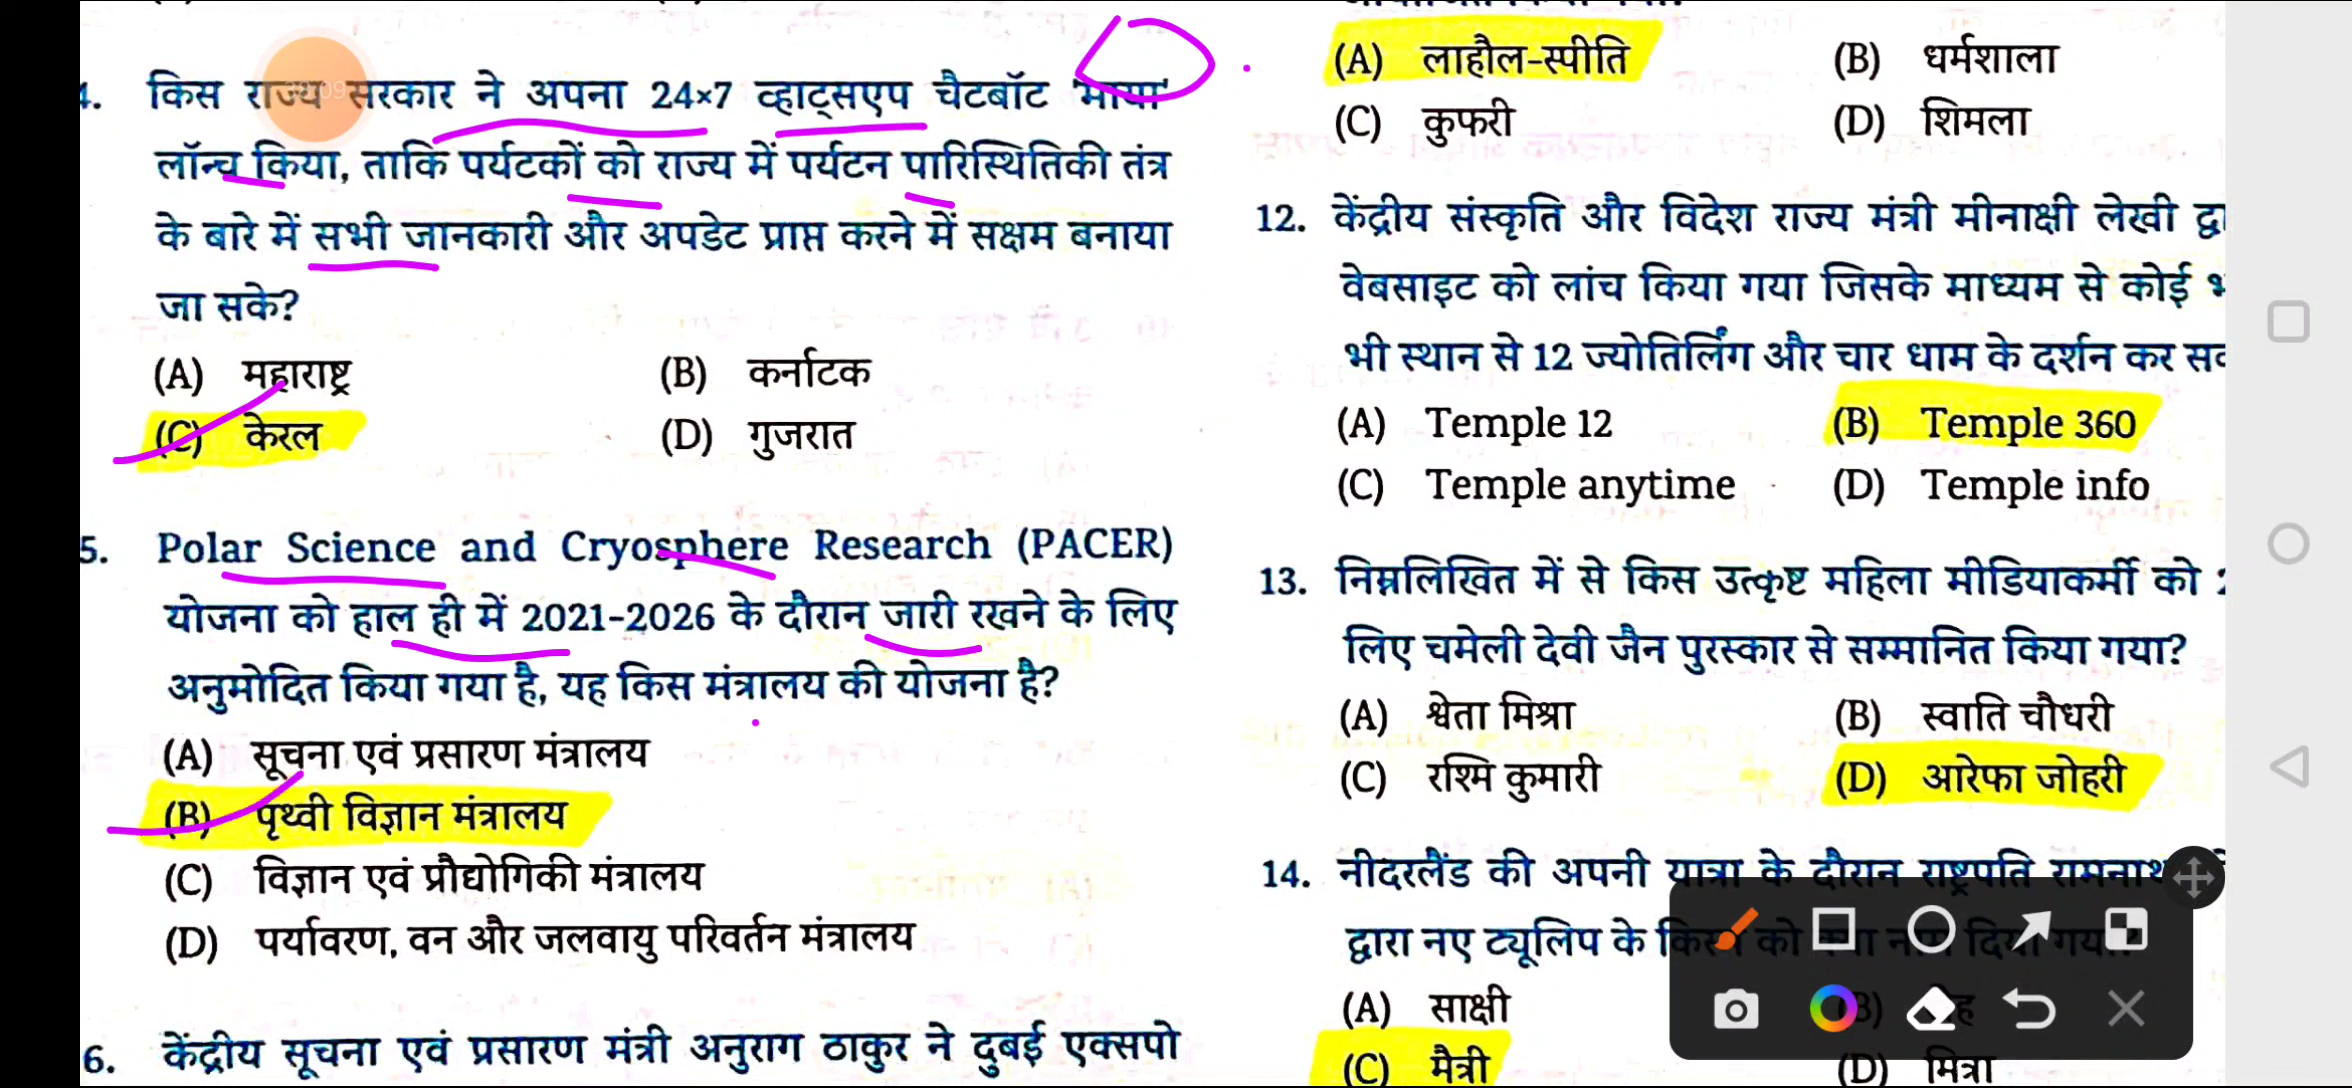 4. किस राज्य सरकार ने अपना 24×7 व्हाट्सएप चैटबॉट 'माया'
लॉन्च किया, ताकि पर्यटकों को राज्य में पर्यटन पारिस्थितिकी तंत्र
के बारे में सभी जानकारी और अपडेट प्राप्त करने में सक्षम बनाया
जा सके?
(A) महाराष्ट्र (B) कर्नाटक
(C) केरल (D) गुजरात
5. Polar Science and Cryosphere Research (PACER)
योजना को हाल ही में 2021-2026 के दौरान जारी रखने के लिए
अनुमोदित किया गया है, यह किस मंत्रालय की योजना है?
(A) सूचना एवं प्रसारण मंत्रालय
(B) पृथ्वी विज्ञान मंत्रालय
(C) विज्ञान एवं प्रौद्योगिकी मंत्रालय
(D) पर्यावरण, वन और जलवायु परिवर्तन मंत्रालय
6. केंद्रीय सूचना एवं प्रसारण मंत्री अनुराग ठाकुर ने दुबई एक्सपो
(A) लाहौल-स्पीति (B) धर्मशाला
(C) कुफरी (D) शिमला
12. केंद्रीय संस्कृति और विदेश राज्य मंत्री मीनाक्षी लेखी
वेबसाइट को लांच किया गया जिसके माध्यम से कोई
भी स्थान से 12 ज्योतिर्लिंग और चार धाम के दर्शन कर
(A) Temple 12 (B) Temple 360
(C) Temple anytime (D) Temple info
13. निम्नलिखित में से किस उत्कृष्ट महिला मीडियाकर्मी को
लिए चमेली देवी जैन पुरस्कार से सम्मानित किया गया?
(A) श्वेता मिश्रा (B) स्वाति चौधरी
(C) रश्मि कुमारी (D) आरेफा जोहरी
14. नीदरलैंड की अपनी यात्रा के दौरान राष्ट्रपति रामनाथ
द्वारा नए ट्यूलिप के किस्म को क्या नाम दिया गया?
(A) साक्षी (B)
(C) मैत्री (D) मित्रा